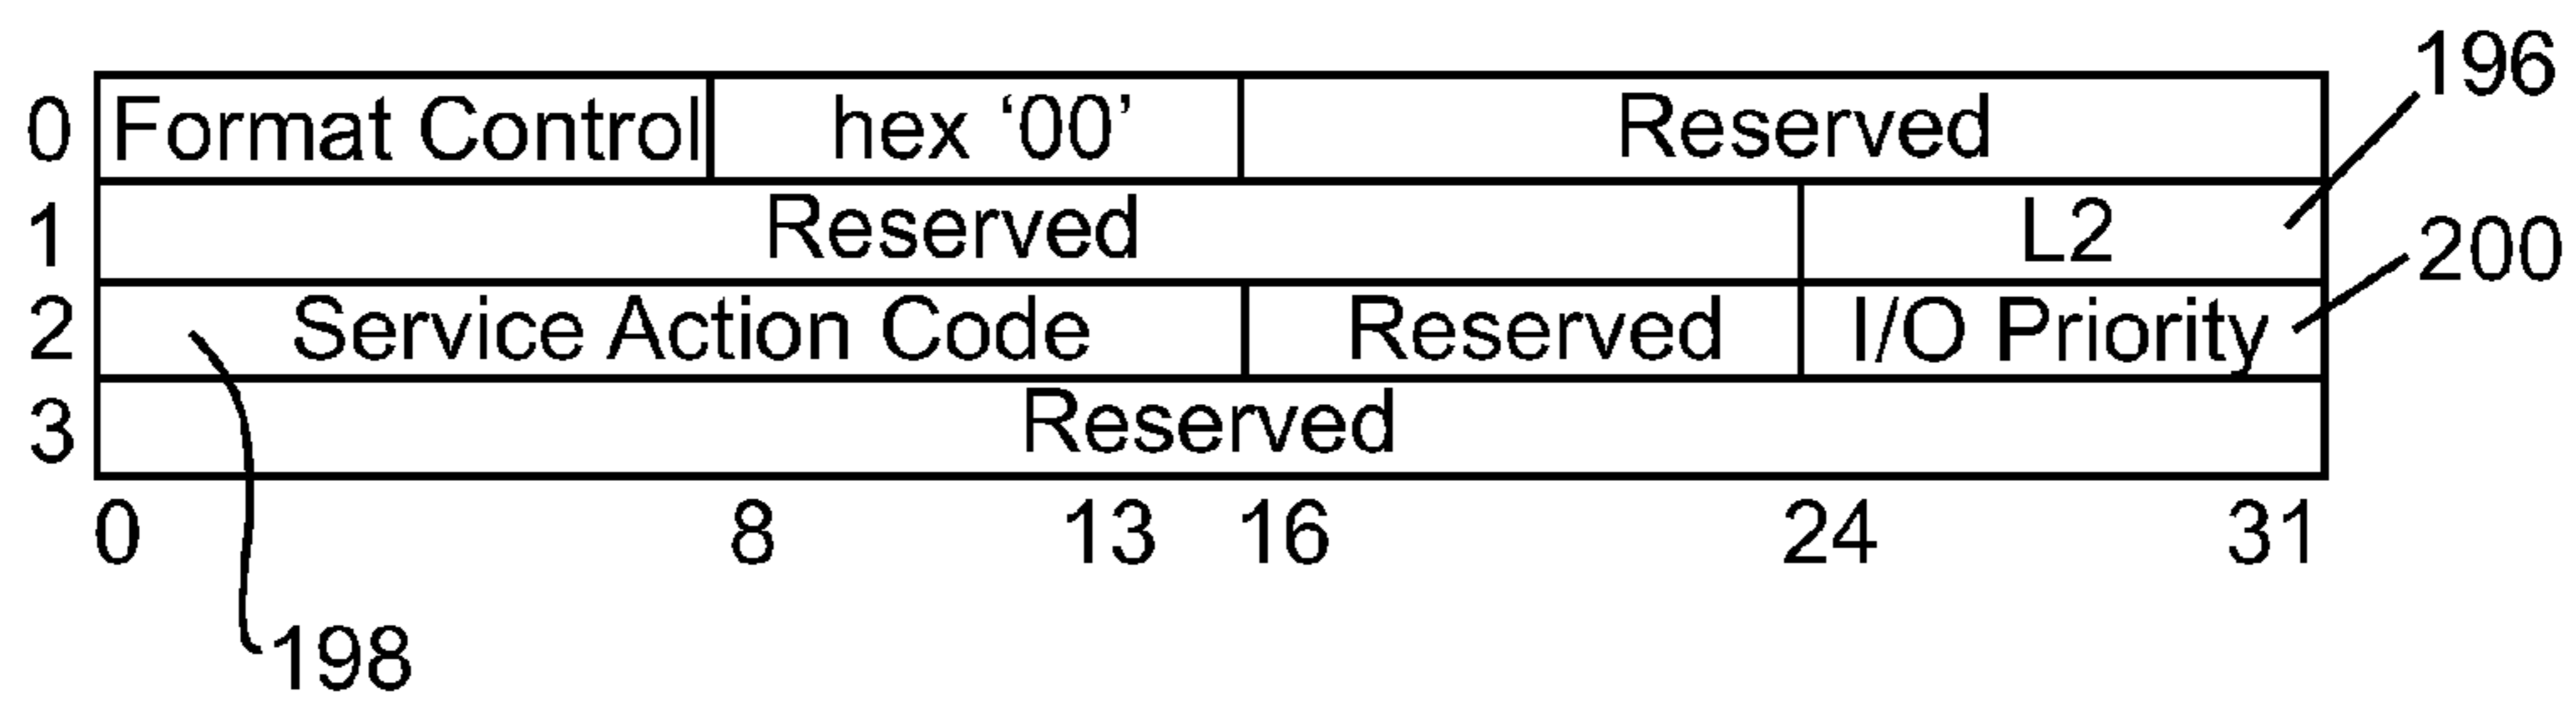 196
0 Format Control hex ‘00’ Reserved
1 Reserved L2
200
2 Service Action Code Reserved I/O Priority
3 Reserved
0 8 13 16 24 31
198